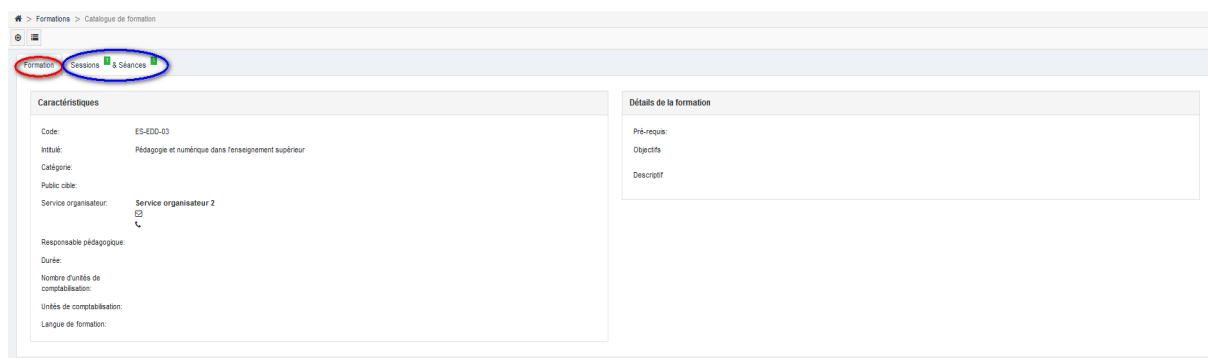 > Formations > Catalogue de formation
Formation Sessions 1 & Séances 1
Caractéristiques
Code: ES-EDD-03
Intitulé: Pédagogie et numérique dans l'enseignement supérieur
Catégorie:
Public cible:
Service organisateur: Service organisateur 2
Responsable pédagogique:
Durée:
Nombre d'unités de
comptabilisation:
Unités de comptabilisation:
Langue de formation:
Détails de la formation
Pré-requis:
Objectifs
Descriptif